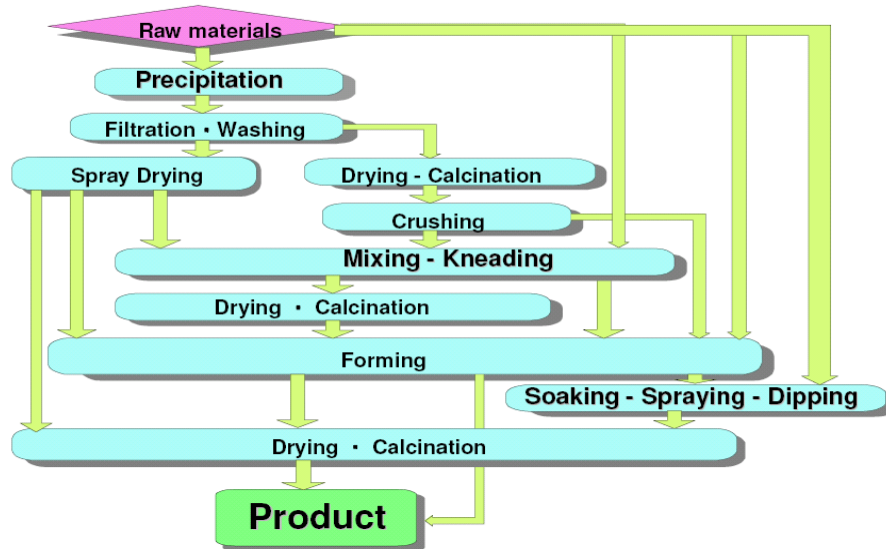 Raw materials
Precipitation
Filtration・Washing
Spray Drying
Drying - Calcination
Crushing
Mixing - Kneading
Drying ・ Calcination
Forming
Soaking - Spraying - Dipping
Drying ・ Calcination
Product